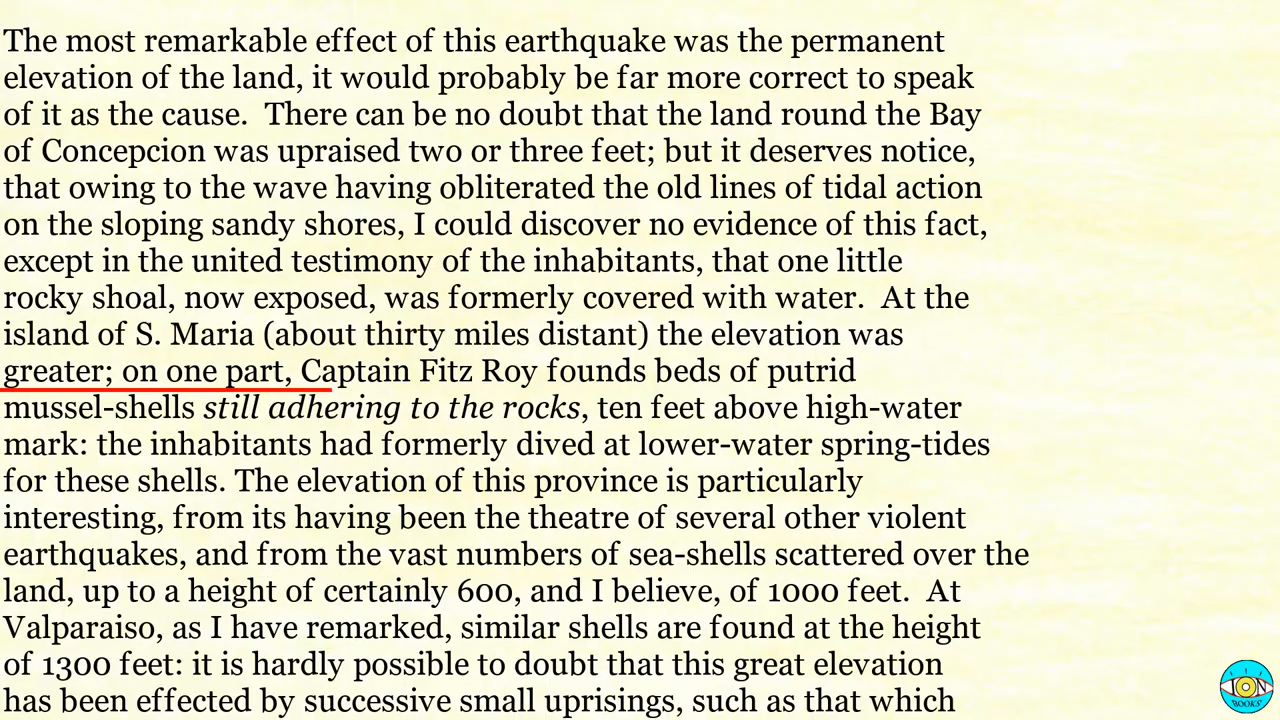 The most remarkable effect of this earthquake was the permanent
elevation of the land, it would probably be far more correct to speak
of it as the cause.  There can be no doubt that the land round the Bay
of Concepcion was upraised two or three feet; but it deserves notice,
that owing to the wave having obliterated the old lines of tidal action
on the sloping sandy shores, I could discover no evidence of this fact,
except in the united testimony of the inhabitants, that one little
rocky shoal, now exposed, was formerly covered with water.  At the
island of S. Maria (about thirty miles distant) the elevation was
greater; on one part, Captain Fitz Roy founds beds of putrid
mussel-shells still adhering to the rocks, ten feet above high-water
mark: the inhabitants had formerly dived at lower-water spring-tides
for these shells. The elevation of this province is particularly
interesting, from its having been the theatre of several other violent
earthquakes, and from the vast numbers of sea-shells scattered over the
land, up to a height of certainly 600, and I believe, of 1000 feet.  At
Valparaiso, as I have remarked, similar shells are found at the height
of 1300 feet: it is hardly possible to doubt that this great elevation
has been effected by successive small uprisings, such as that which
ION
BOOKS